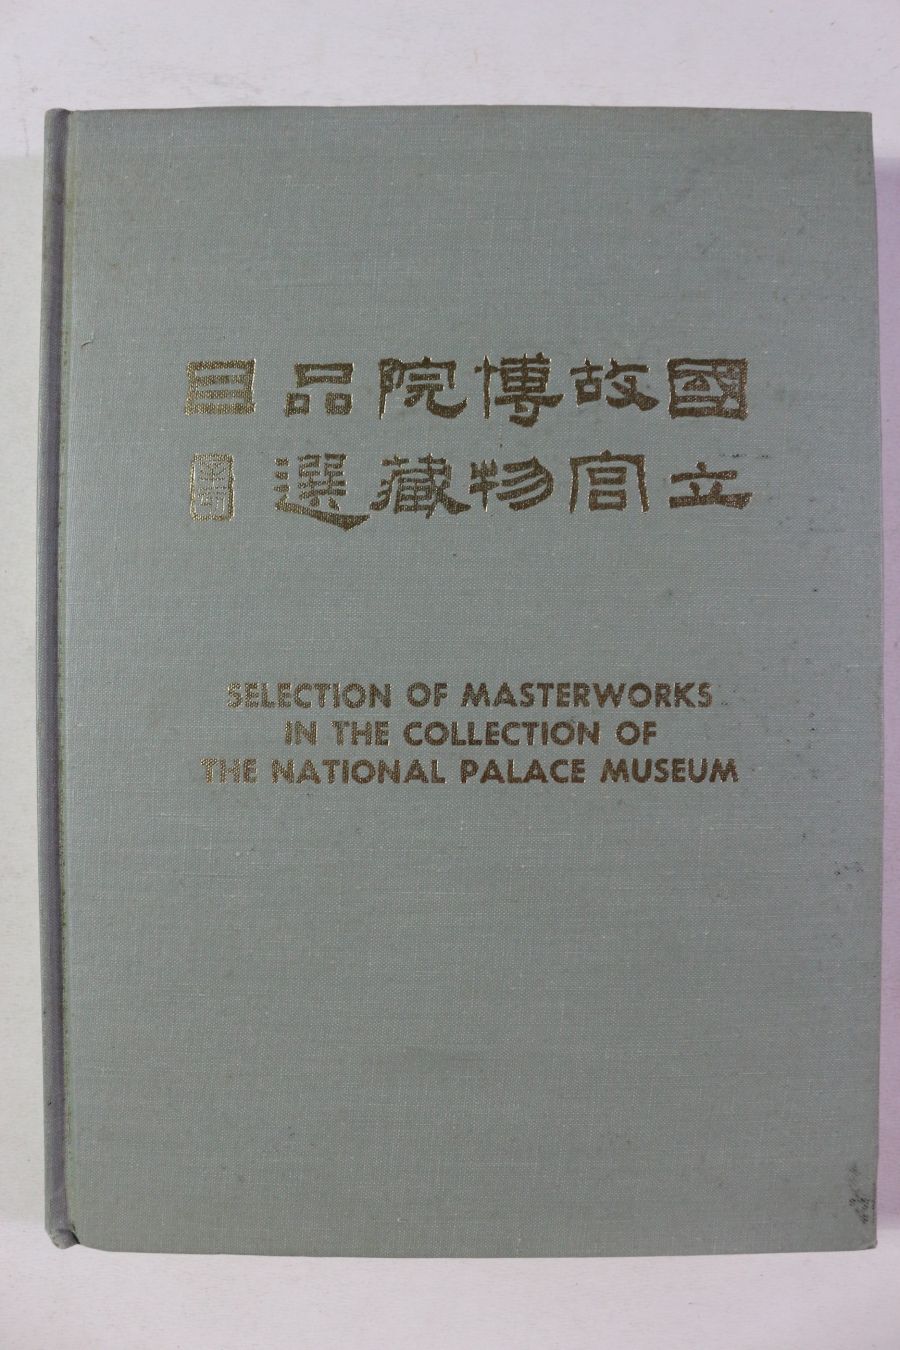 國立
故宮
博物
院藏
品選
目
SELECTION OF MASTERWORKS
IN THE COLLECTION OF
THE NATIONAL PALACE MUSEUM